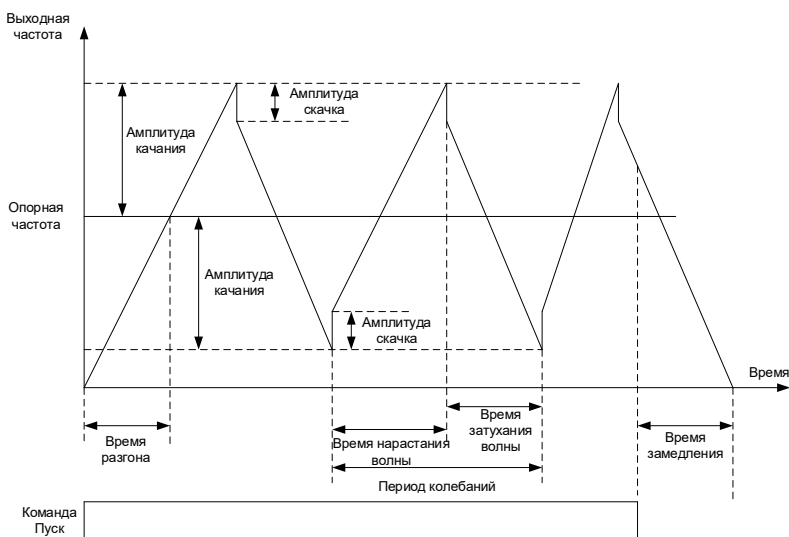 Выходная
частота
Амплитуда
скачка
Амплитуда
качания
Опорная
частота
Амплитуда
качания
Амплитуда
скачка
Время
Время
разгона
Время нарастания
волны
Время
затухания
волны
Время
замедления
Период колебаний
Команда
Пуск